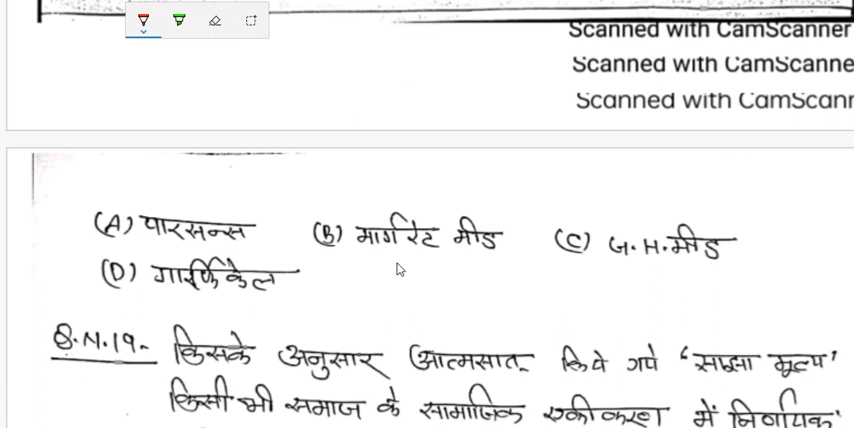 Scanned with CamScanner
Scanned with CamScanne
Scanned with CamScanr
(A) पारसन्स (B) मार्गरेट मीड (C) G.H.मीड
(D) गार्फिंकेल
Q.N.19- किसके अनुसार आत्मसात् किये गये 'साझा मूल्य'
किसी भी समाज के सामाजिक एकीकरण में निर्णायक